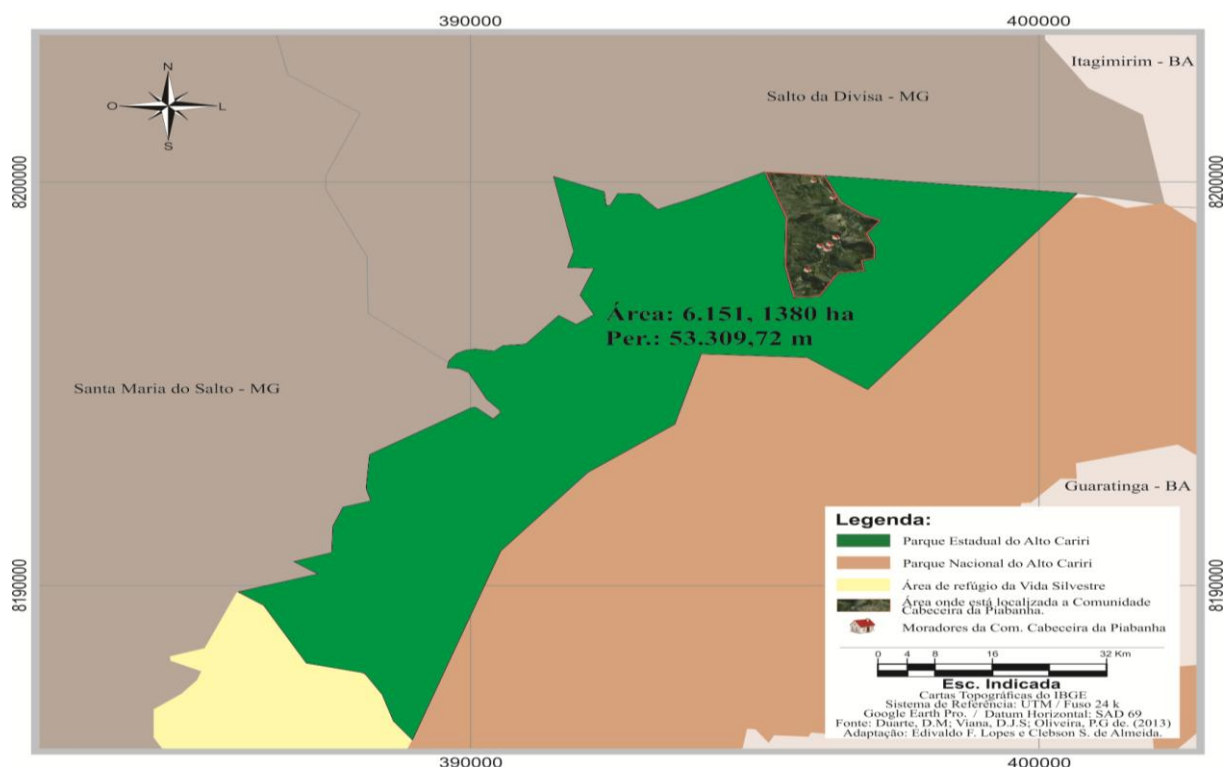 390000
400000
Itagimirim - BA
N
O
L
S
Salto da Divisa - MG
8200000
8200000
Área: 6.151, 1380 ha
Per.: 53.309,72 m
Santa Maria do Salto - MG
Guaratinga - BA
Legenda:
Parque Estadual do Alto Cariri
Parque Nacional do Alto Cariri
Área de refúgio da Vida Silvestre
Área onde está localizada a Comunidade
Cabeceira da Piabanha.
Moradores da Com. Cabeceira da Piabanha
0 4 8 16 32 Km
Esc. Indicada
Cartas Topográficas do IBGE
Sistema de Referência: UTM / Fuso 24 k
Google Earth Pro. / Datum Horizontal: SAD 69
Fonte: Duarte, D.M; Viana, D.J.S; Oliveira, P.G de. (2013)
Adaptação: Edivaldo F. Lopes e Clebson S. de Almeida.
8190000
8190000
390000
400000